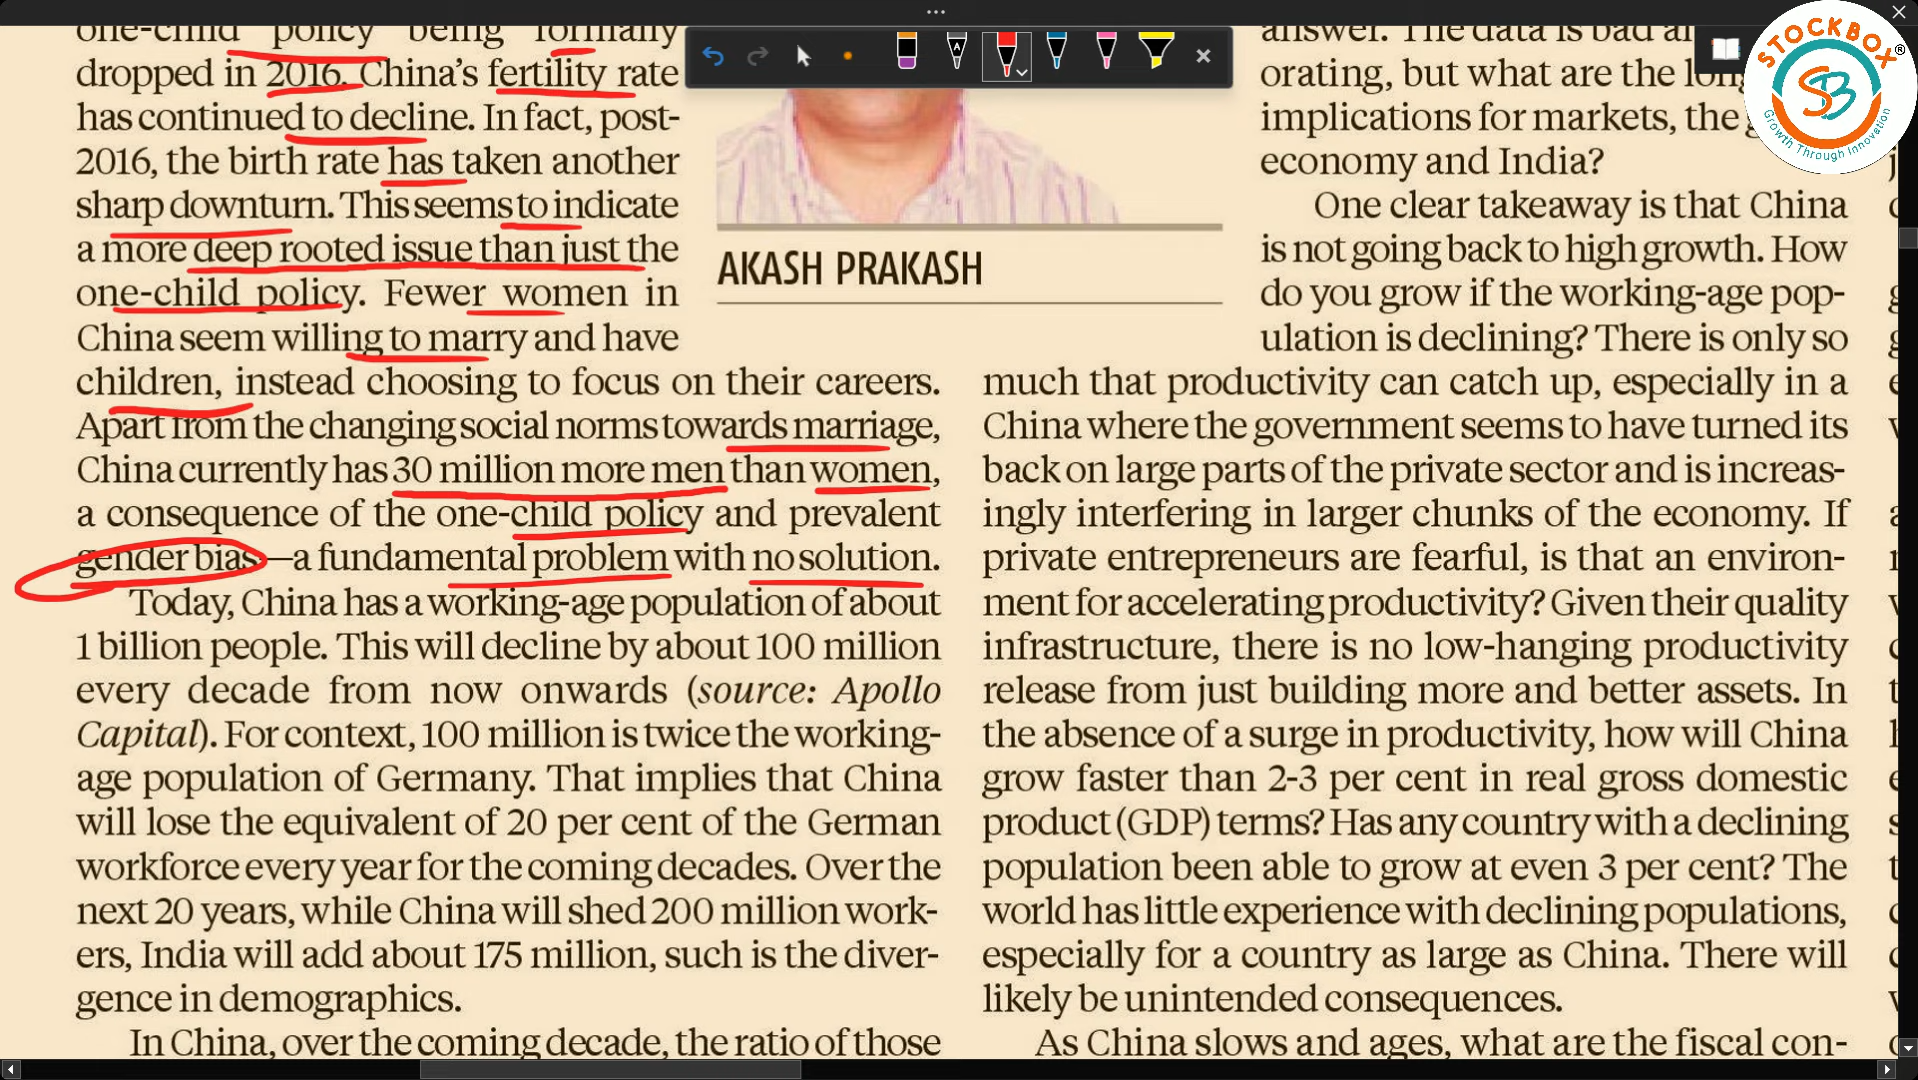 one-child policy being formally
dropped in 2016. China's fertility rate
has continued to decline. In fact, post-
2016, the birth rate has taken another
sharp downturn. This seems to indicate
a more deep rooted issue than just the
one-child policy. Fewer women in
China seem willing to marry and have
children, instead choosing to focus on their careers.
Apart from the changing social norms towards marriage,
China currently has 30 million more men than women,
a consequence of the one-child policy and prevalent
gender bias—a fundamental problem with no solution.
Today, China has a working-age population of about
1 billion people. This will decline by about 100 million
every decade from now onwards (source: Apollo
Capital). For context, 100 million is twice the working-
age population of Germany. That implies that China
will lose the equivalent of 20 per cent of the German
workforce every year for the coming decades. Over the
next 20 years, while China will shed 200 million work-
ers, India will add about 175 million, such is the diver-
gence in demographics.
In China, over the coming decade, the ratio of those
AKASH PRAKASH
answer. The data is bad
orating, but what are the
implications for markets, the
economy and India?
One clear takeaway is that China
is not going back to high growth. How
do you grow if the working-age pop-
ulation is declining? There is only so
much that productivity can catch up, especially in a
China where the government seems to have turned its
back on large parts of the private sector and is increas-
ingly interfering in larger chunks of the economy. If
private entrepreneurs are fearful, is that an environ-
ment for accelerating productivity? Given their quality
infrastructure, there is no low-hanging productivity
release from just building more and better assets. In
the absence of a surge in productivity, how will China
grow faster than 2-3 per cent in real gross domestic
product (GDP) terms? Has any country with a declining
population been able to grow at even 3 per cent? The
world has little experience with declining populations,
especially for a country as large as China. There will
likely be unintended consequences.
As China slows and ages, what are the fiscal con-
STOCKBOX®
SB
Growth Through Innovation